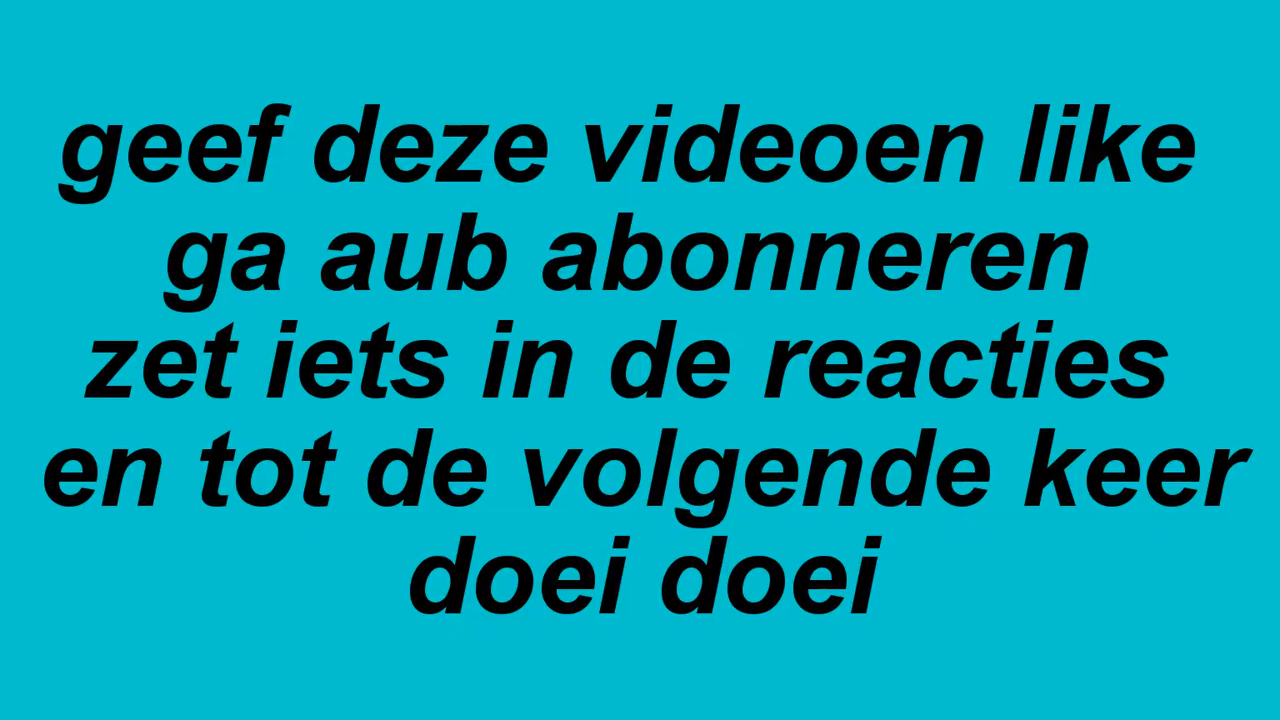 geef deze videoen like
ga aub abonneren
zet iets in de reacties
en tot de volgende keer
doei doei